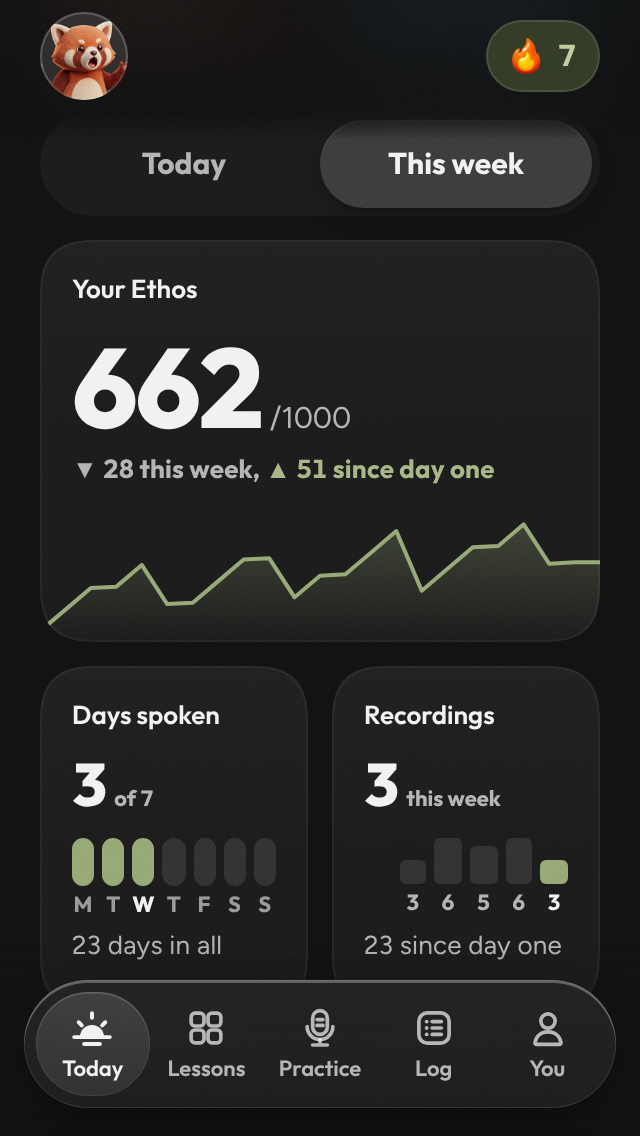 7
Today This week
Your Ethos
662 /1000
▼ 28 this week, ▲ 51 since day one
Days spoken
3 of 7
M T W T F S S
23 days in all
Recordings
3 this week
3 6 5 6 3
23 since day one
Today Lessons Practice Log You